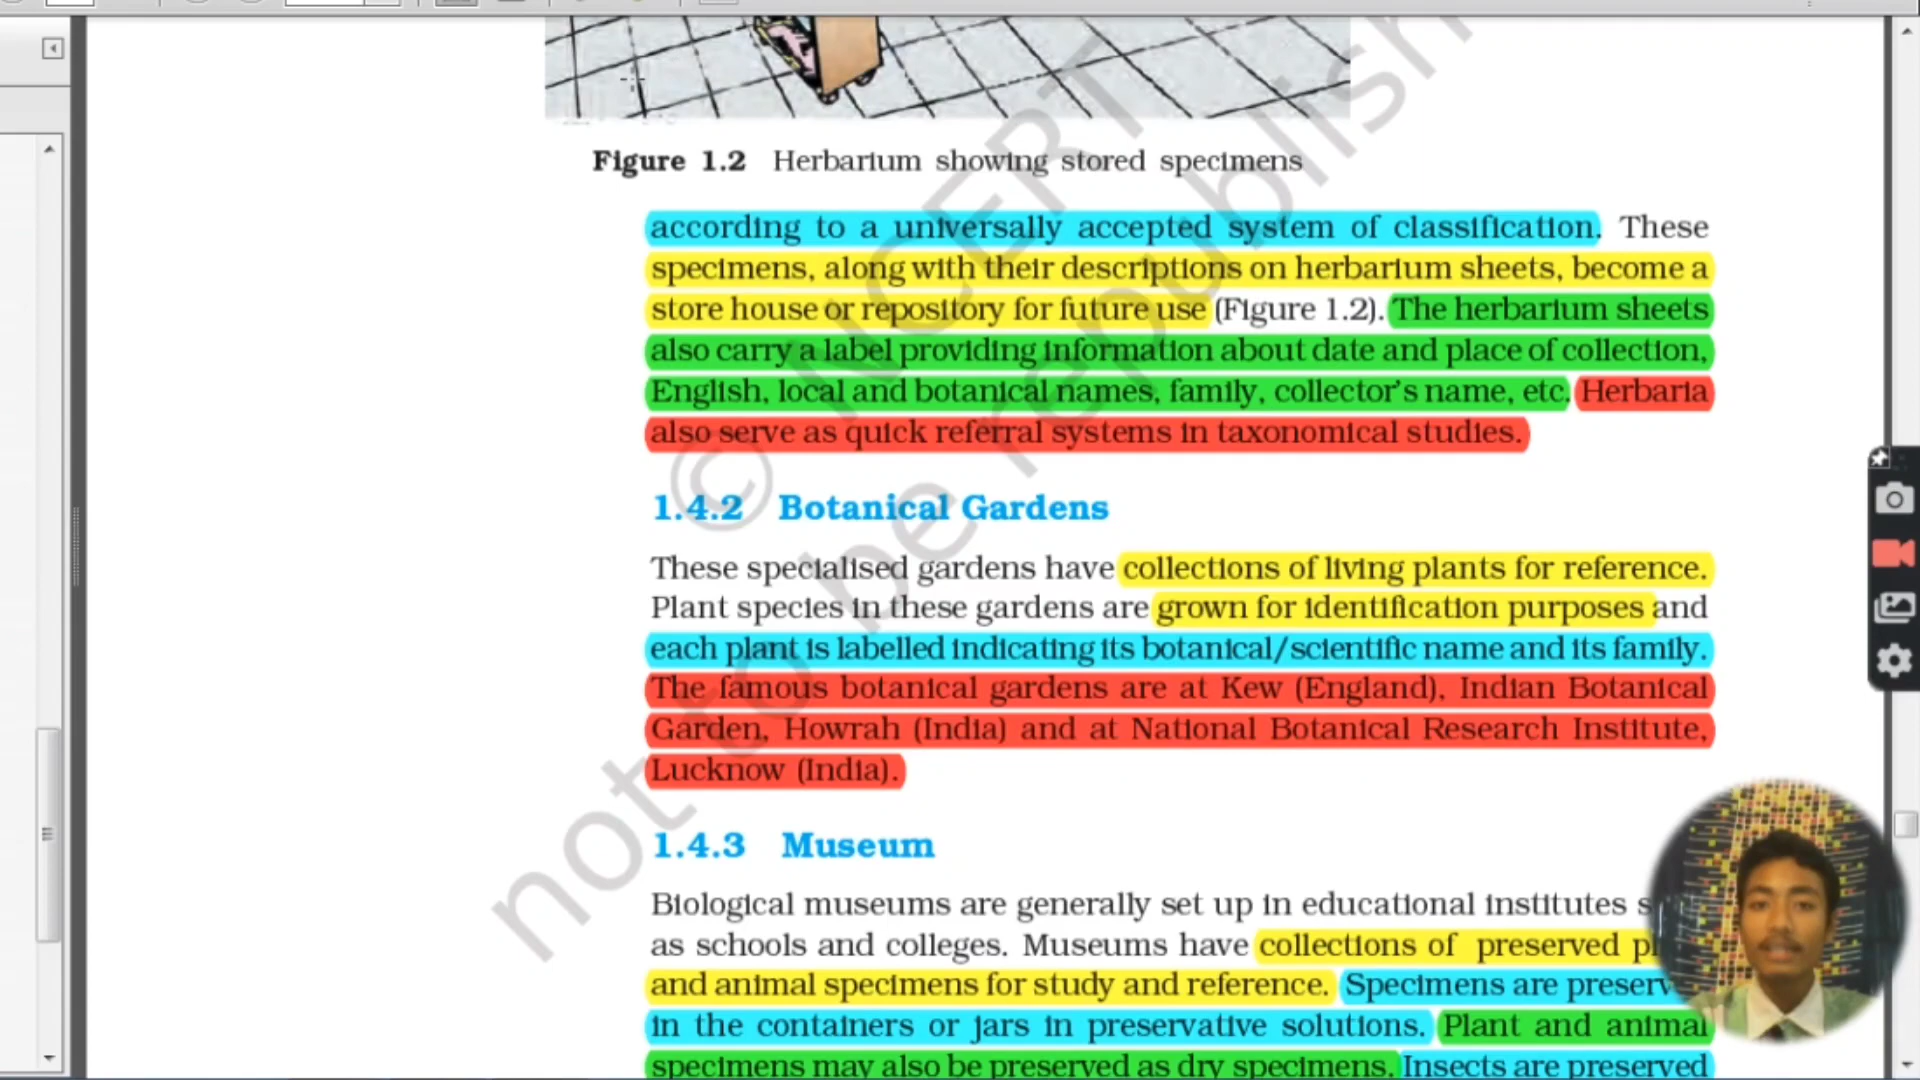 Figure 1.2 Herbarium showing stored specimens
according to a universally accepted system of classification. These
specimens, along with their descriptions on herbarium sheets, become a
store house or repository for future use (Figure 1.2). The herbarium sheets
also carry a label providing information about date and place of collection,
English, local and botanical names, family, collector's name, etc. Herbaria
also serve as quick referral systems in taxonomical studies.
1.4.2 Botanical Gardens
These specialised gardens have collections of living plants for reference.
Plant species in these gardens are grown for identification purposes and
each plant is labelled indicating its botanical/scientific name and its family.
The famous botanical gardens are at Kew (England), Indian Botanical
Garden, Howrah (India) and at National Botanical Research Institute,
Lucknow (India).
1.4.3 Museum
Biological museums are generally set up in educational institutes
as schools and colleges. Museums have collections of preserved
and animal specimens for study and reference. Specimens are
in the containers or jars in preservative solutions. Plant and animal
specimens may also be preserved as dry specimens. Insects are preserved
© NCERT
not to be republish